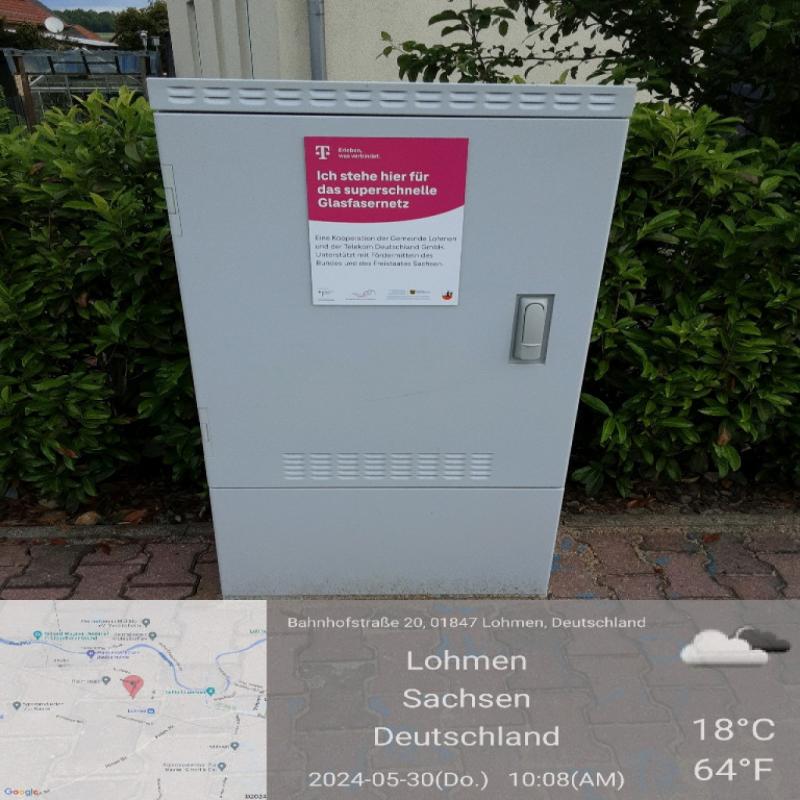 T Erleben,
was verbindet.
Ich stehe hier für
das superschnelle
Glasfasernetz
Eine Kooperation der Gemeinde Lohmen
und der Telekom Deutschland GmbH.
Unterstützt mit Fördermitteln des
Bundes und des Freistaates Sachsen.
Bahnhofstraße 20, 01847 Lohmen, Deutschland
Lohmen
Sachsen
Deutschland
2024-05-30(Do.) 10:08(AM)
18°C
64°F
Google